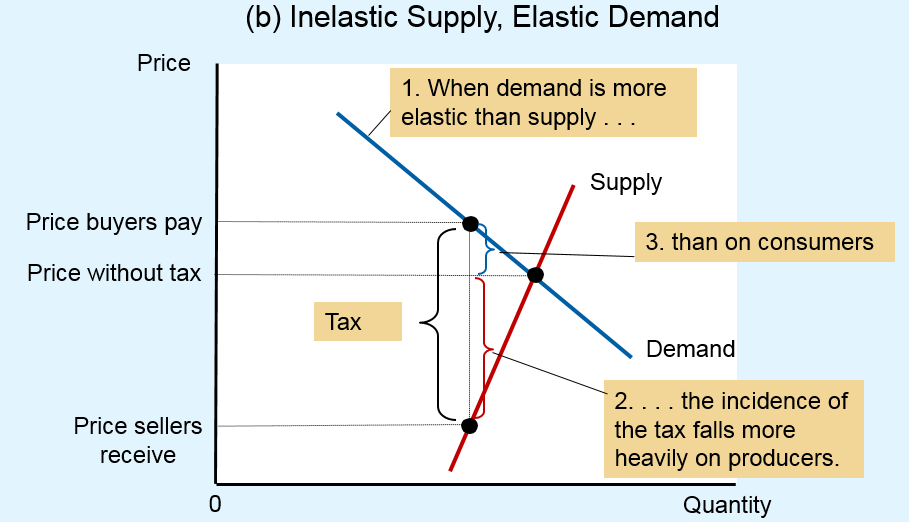 (b) Inelastic Supply, Elastic Demand
Price
1. When demand is more
elastic than supply . . .
Supply
Price buyers pay
3. than on consumers
Price without tax
Tax
Demand
2. . . . the incidence of
the tax falls more
heavily on producers.
Price sellers
receive
0
Quantity